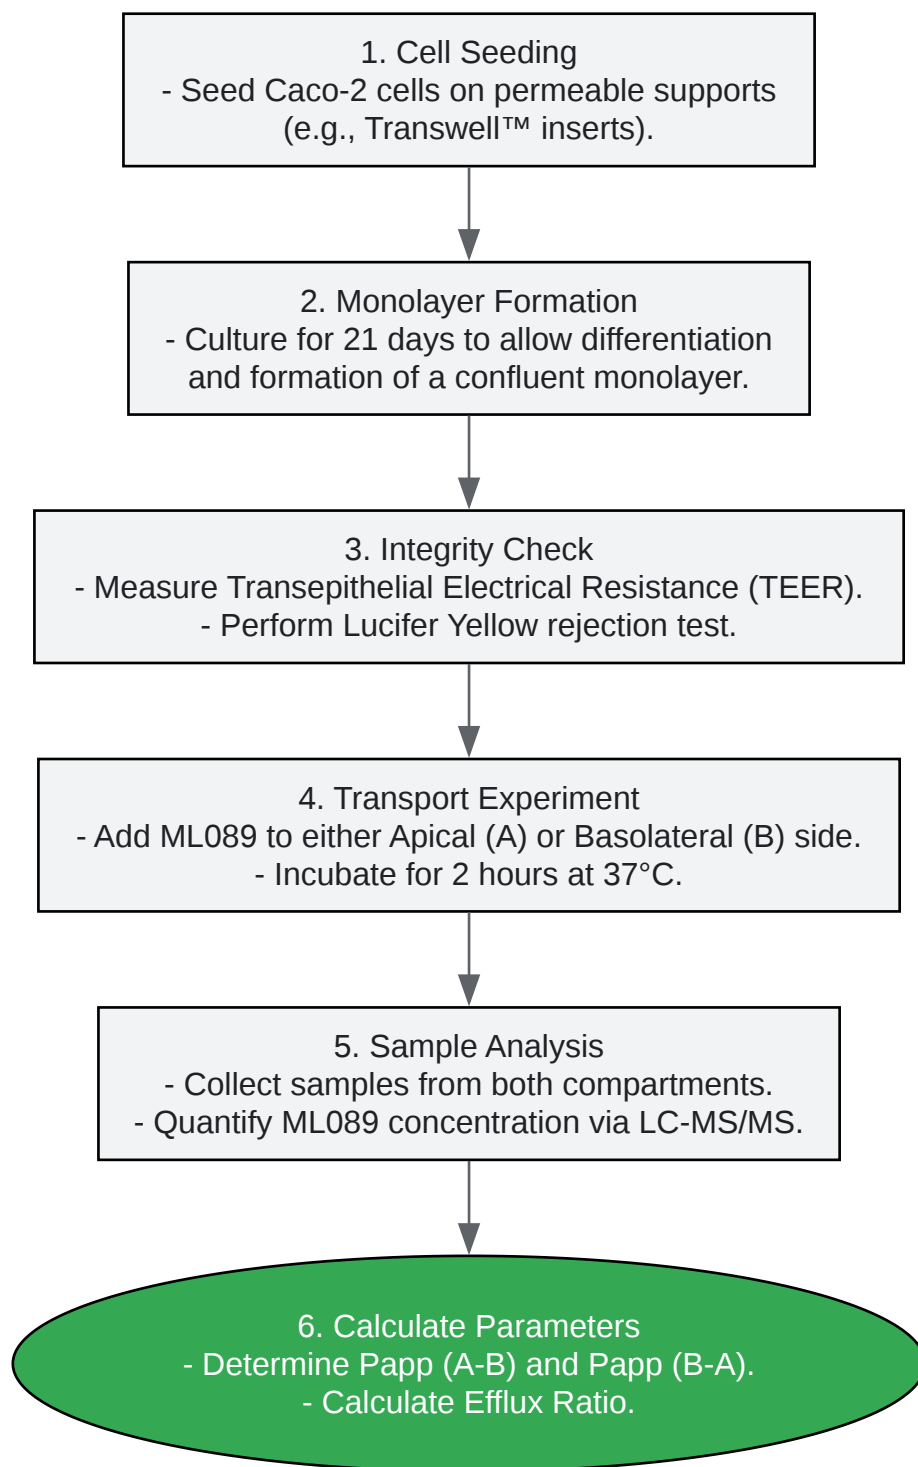 1. Cell Seeding
- Seed Caco-2 cells on permeable supports
(e.g., Transwell™ inserts).
2. Monolayer Formation
- Culture for 21 days to allow differentiation
and formation of a confluent monolayer.
3. Integrity Check
- Measure Transepithelial Electrical Resistance (TEER).
- Perform Lucifer Yellow rejection test.
4. Transport Experiment
- Add ML089 to either Apical (A) or Basolateral (B) side.
- Incubate for 2 hours at 37°C.
5. Sample Analysis
- Collect samples from both compartments.
- Quantify ML089 concentration via LC-MS/MS.
6. Calculate Parameters
- Determine Papp (A-B) and Papp (B-A).
- Calculate Efflux Ratio.